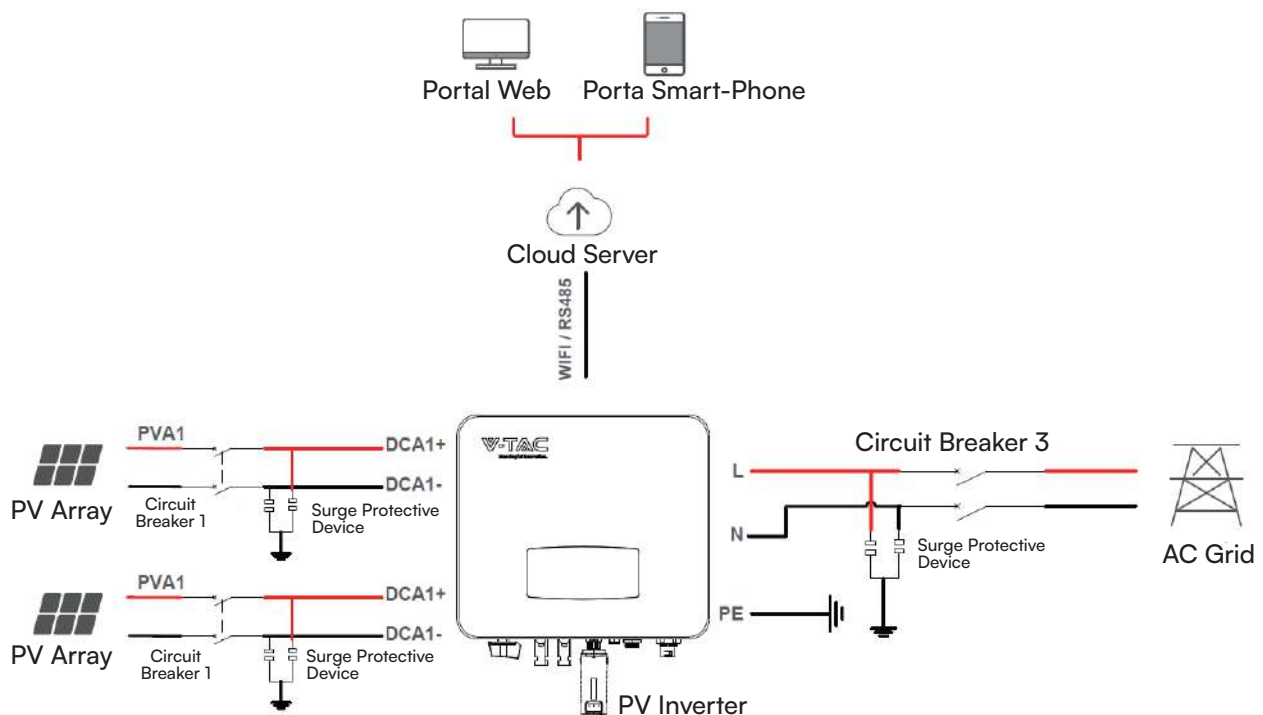 Portal Web
Porta Smart-Phone
Cloud Server
WIFI / RS485
PVA1
DCA1+
DCA1-
PV Array
Circuit
Breaker 1
Surge Protective
Device
PVA1
DCA1+
DCA1-
PV Array
Circuit
Breaker 1
Surge Protective
Device
V-TAC
PV Inverter
Circuit Breaker 3
L
N
Surge Protective
Device
AC Grid
PE